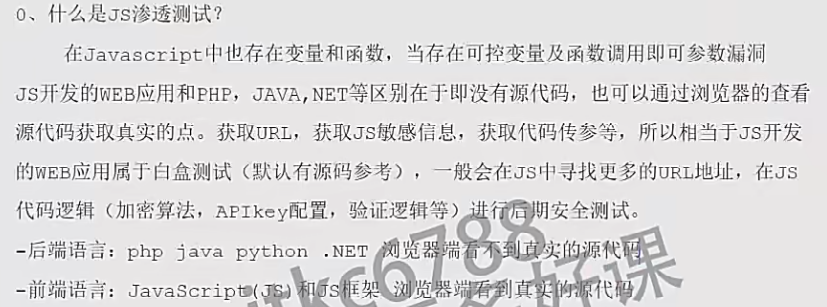 0、什么是JS渗透测试?
在Javascript中也存在变量和函数，当存在可控变量及函数调用即可参数漏洞
JS开发的WEB应用和PHP，JAVA,NET等区别在于即没有源代码，也可以通过浏览器的查看
源代码获取真实的点。获取URL，获取JS敏感信息，获取代码传参等，所以相当于JS开发
的WEB应用属于白盒测试（默认有源码参考），一般会在JS中寻找更多的URL地址，在JS
代码逻辑（加密算法，APIkey配置，验证逻辑等）进行后期安全测试。
-后端语言：php java python .NET 浏览器端看不到真实的源代码
-前端语言：JavaScript(JS)和JS框架 浏览器端看到真实的源代码